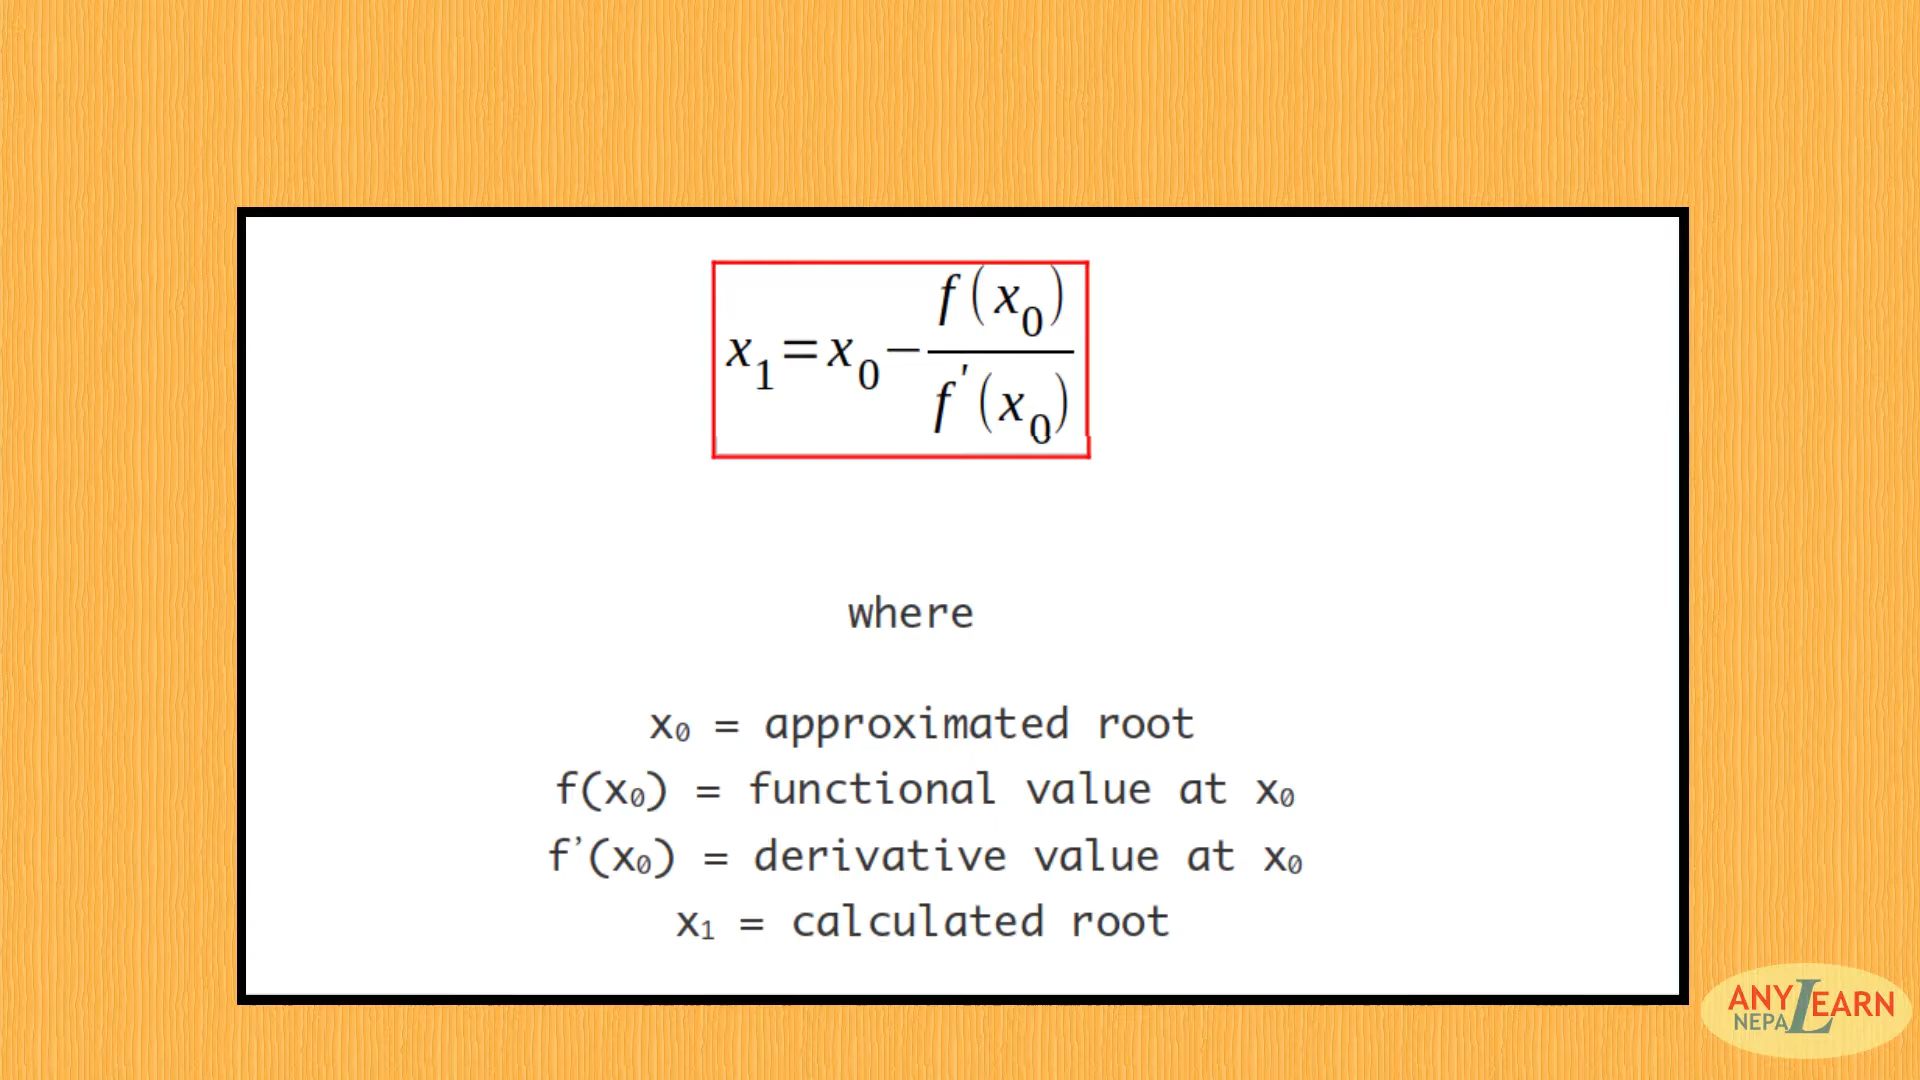 x₁=x₀−f(x₀)/f'(x₀)
where
x₀ = approximated root
f(x₀) = functional value at x₀
f’(x₀) = derivative value at x₀
x₁ = calculated root
ANY LEARN
NEPAL